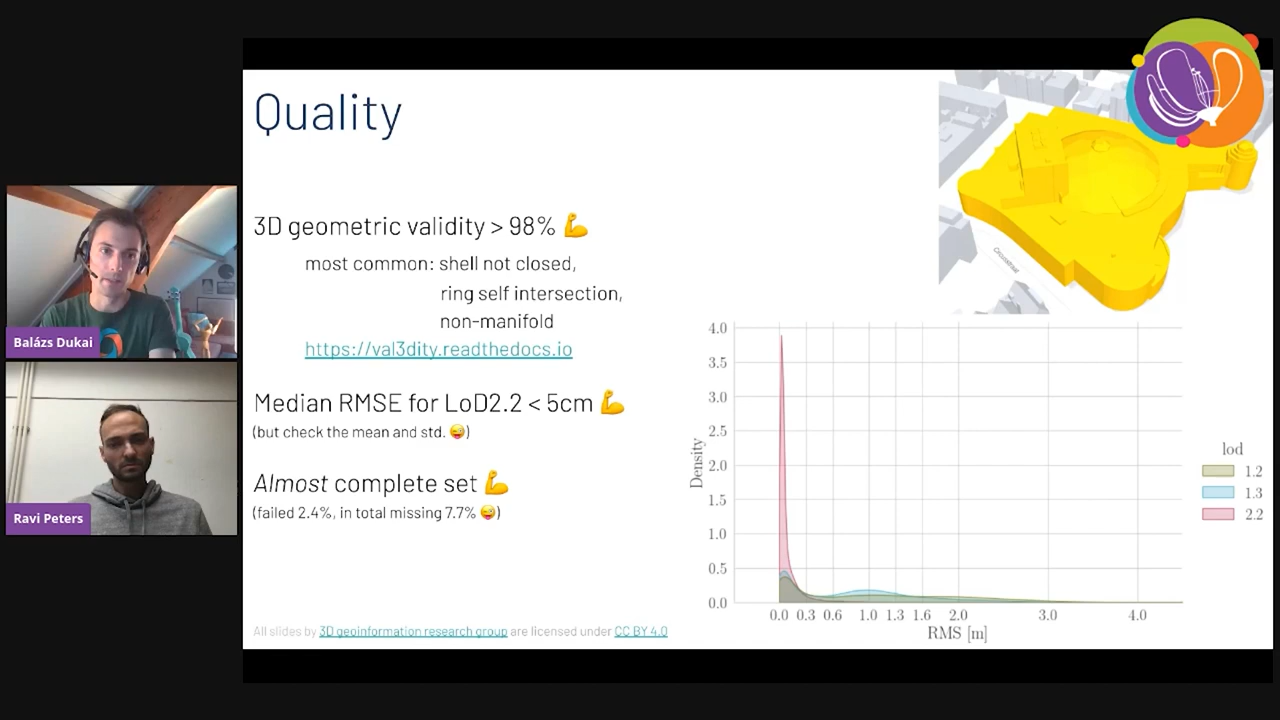 Quality
3D geometric validity > 98% 💪
most common: shell not closed,
ring self intersection,
non-manifold
https://val3dity.readthedocs.io
Median RMSE for LoD2.2 < 5cm 💪
(but check the mean and std. 😜)
Almost complete set 💪
(failed 2.4%, in total missing 7.7% 😜)
All slides by 3D geoinformation research group are licensed under CC BY 4.0
Balázs Dukai
Ravi Peters
4.0
3.5
3.0
2.5
2.0
1.5
1.0
0.5
0.0
Density
0.0 0.3 0.6 1.0 1.3 1.6 2.0 3.0 4.0
RMS [m]
lod
1.2
1.3
2.2